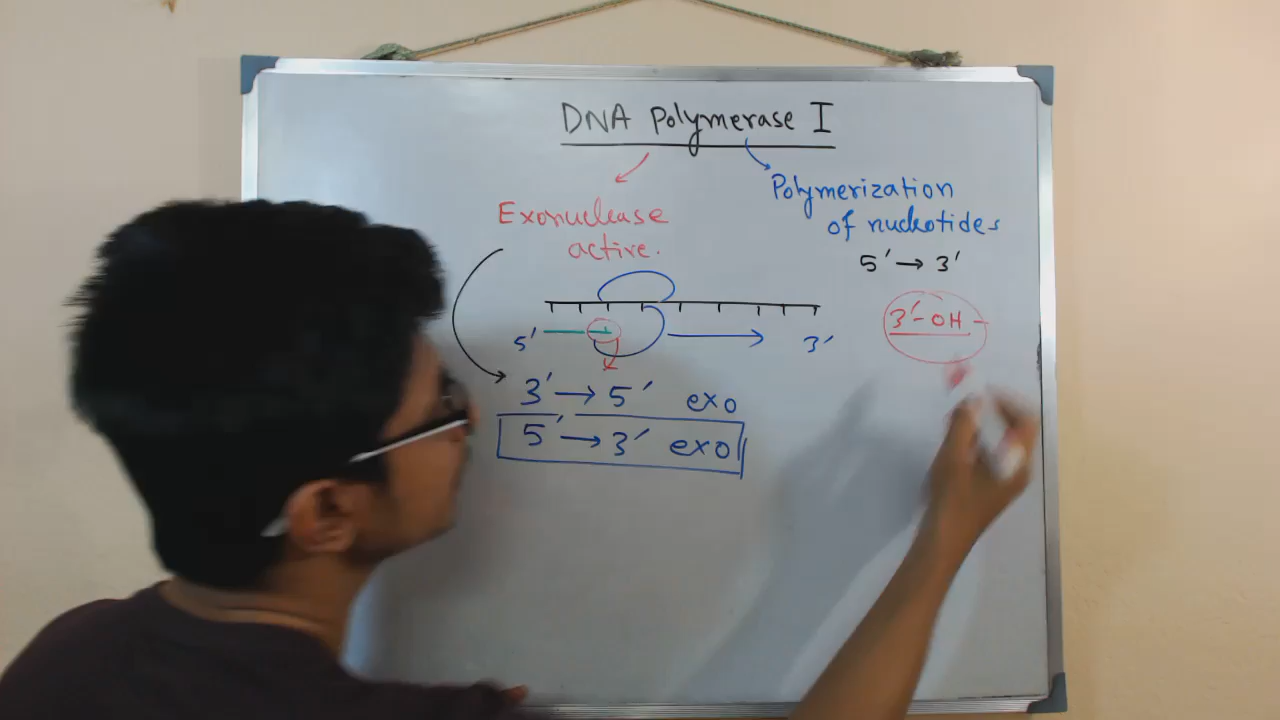 DNA Polymerase I
Exonuclease
active.
Polymerization
of nucleotides
5' → 3'
3'-OH -
5' 3'
3' → 5' exo
5' → 3' exo